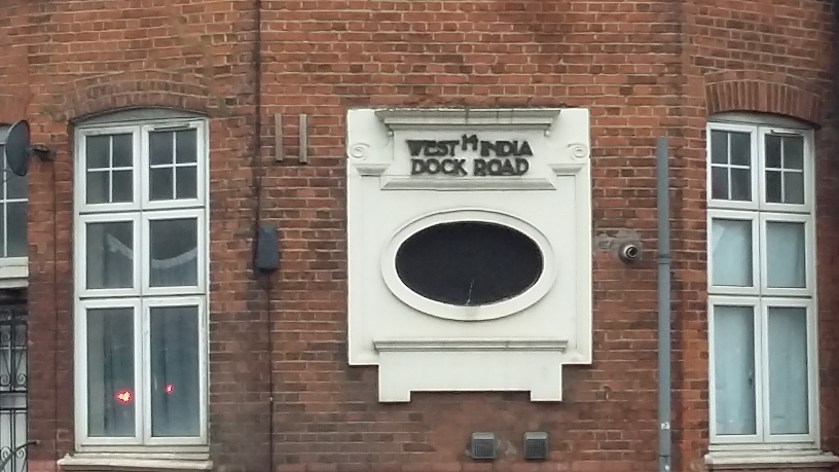 WEST 14 INDIA
DOCK ROAD